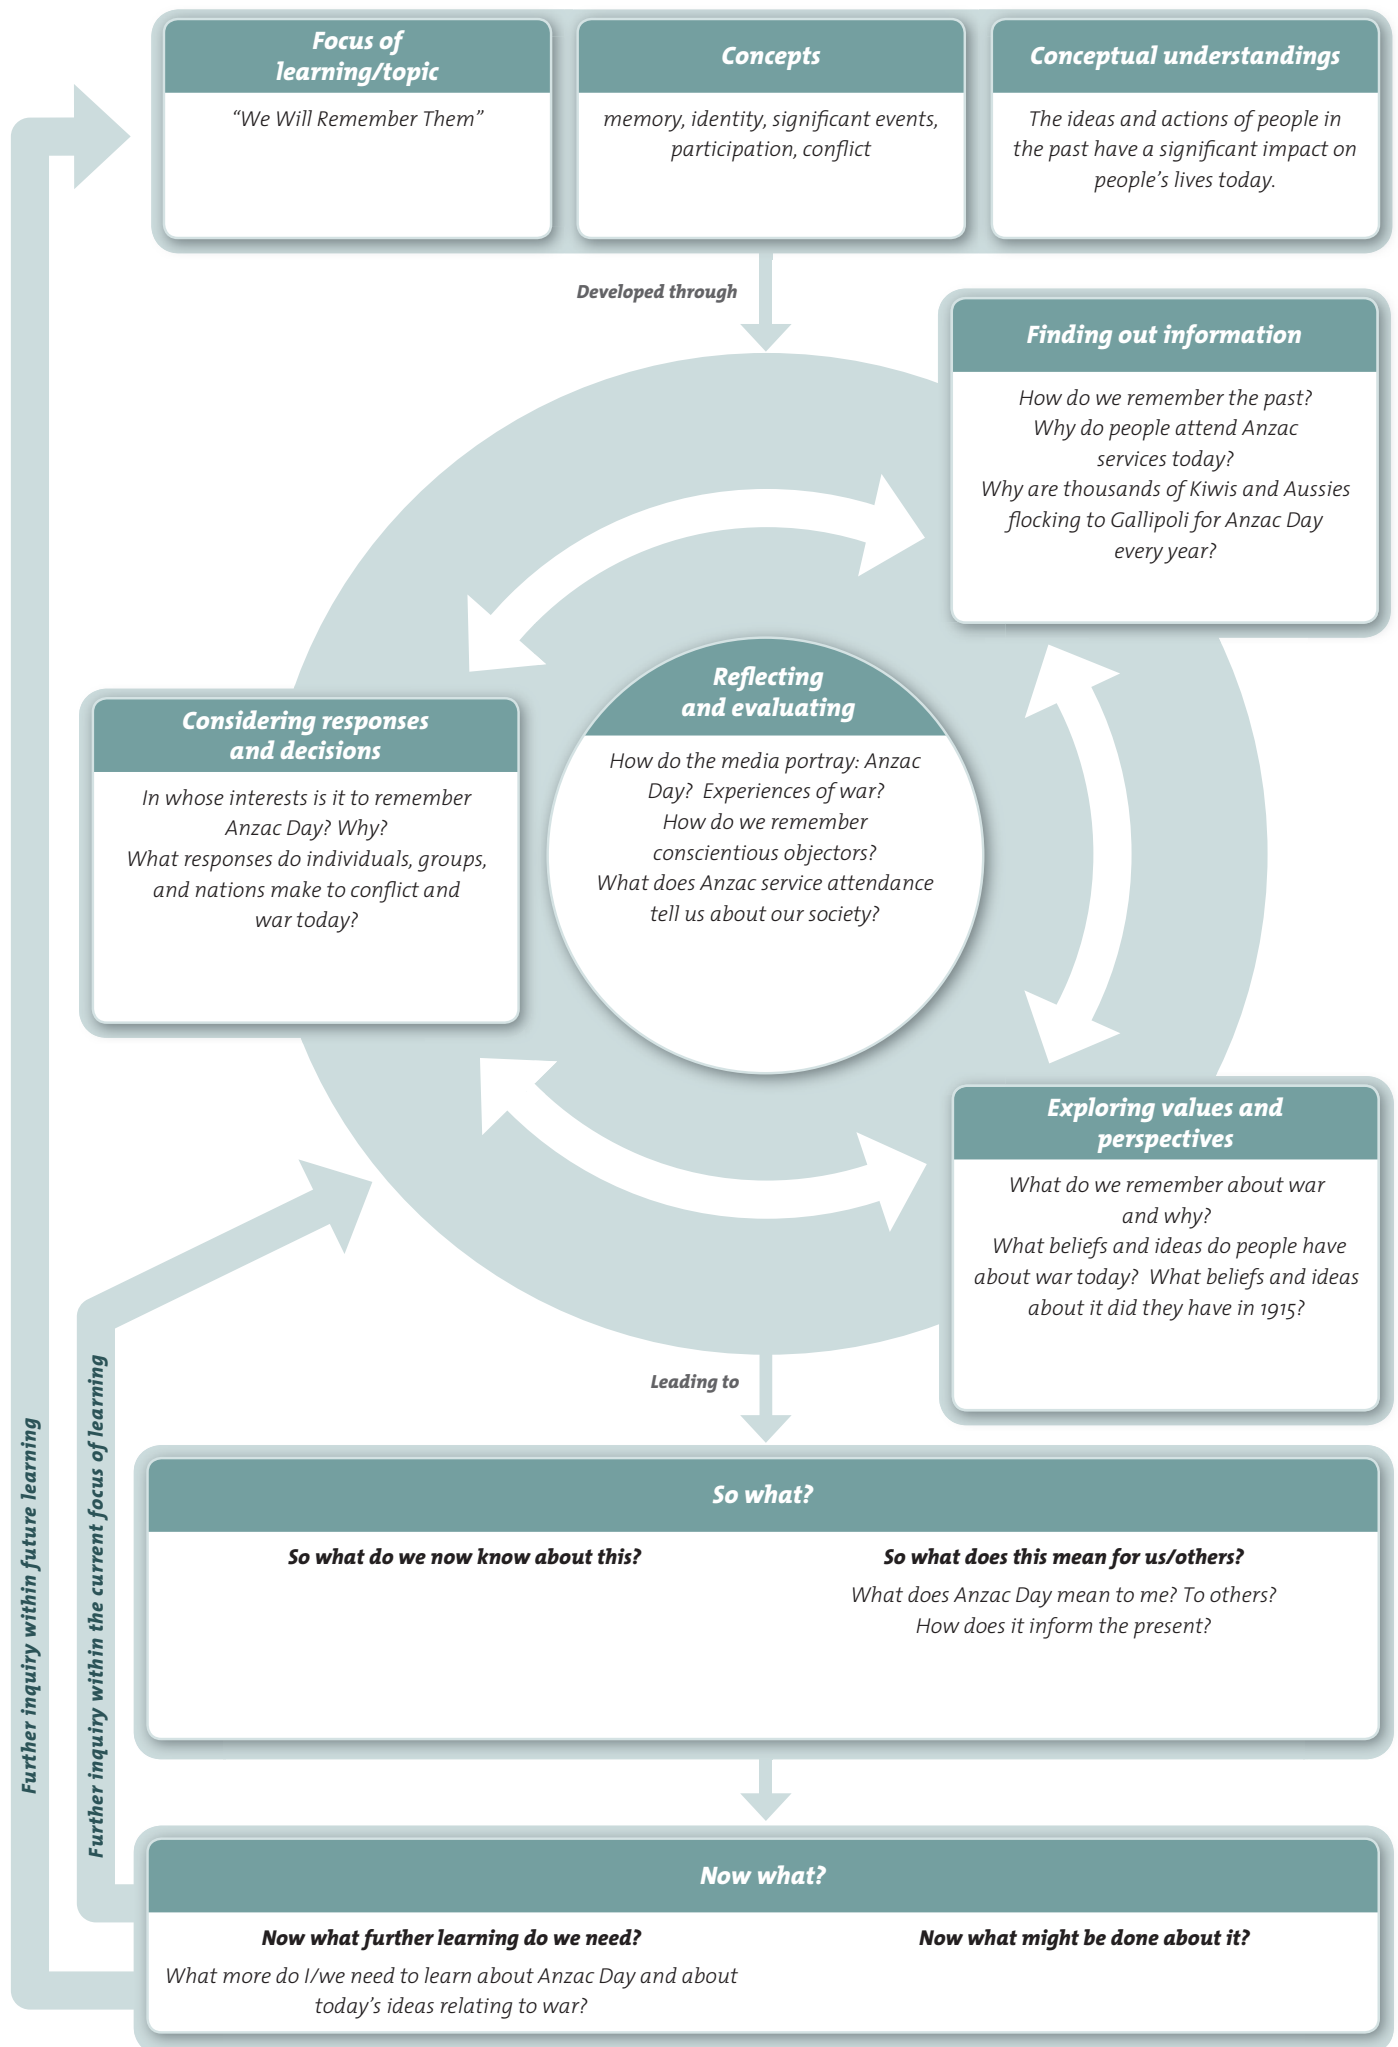 Focus of
learning/topic
“We Will Remember Them”
Concepts
memory, identity, significant events,
participation, conflict
Conceptual understandings
The ideas and actions of people in
the past have a significant impact on
people’s lives today.
Developed through
Finding out information
How do we remember the past?
Why do people attend Anzac
services today?
Why are thousands of Kiwis and Aussies
flocking to Gallipoli for Anzac Day
every year?
Reflecting
and evaluating
How do the media portray: Anzac
Day? Experiences of war?
How do we remember
conscientious objectors?
What does Anzac service attendance
tell us about our society?
Considering responses
and decisions
In whose interests is it to remember
Anzac Day? Why?
What responses do individuals, groups,
and nations make to conflict and
war today?
Exploring values and
perspectives
What do we remember about war
and why?
What beliefs and ideas do people have
about war today? What beliefs and ideas
about it did they have in 1915?
Leading to
So what?
So what do we now know about this?
So what does this mean for us/others?
What does Anzac Day mean to me? To others?
How does it inform the present?
Now what?
Now what further learning do we need?
What more do I/we need to learn about Anzac Day and about
today’s ideas relating to war?
Now what might be done about it?
Further inquiry within the current focus of learning
Further inquiry within future learning